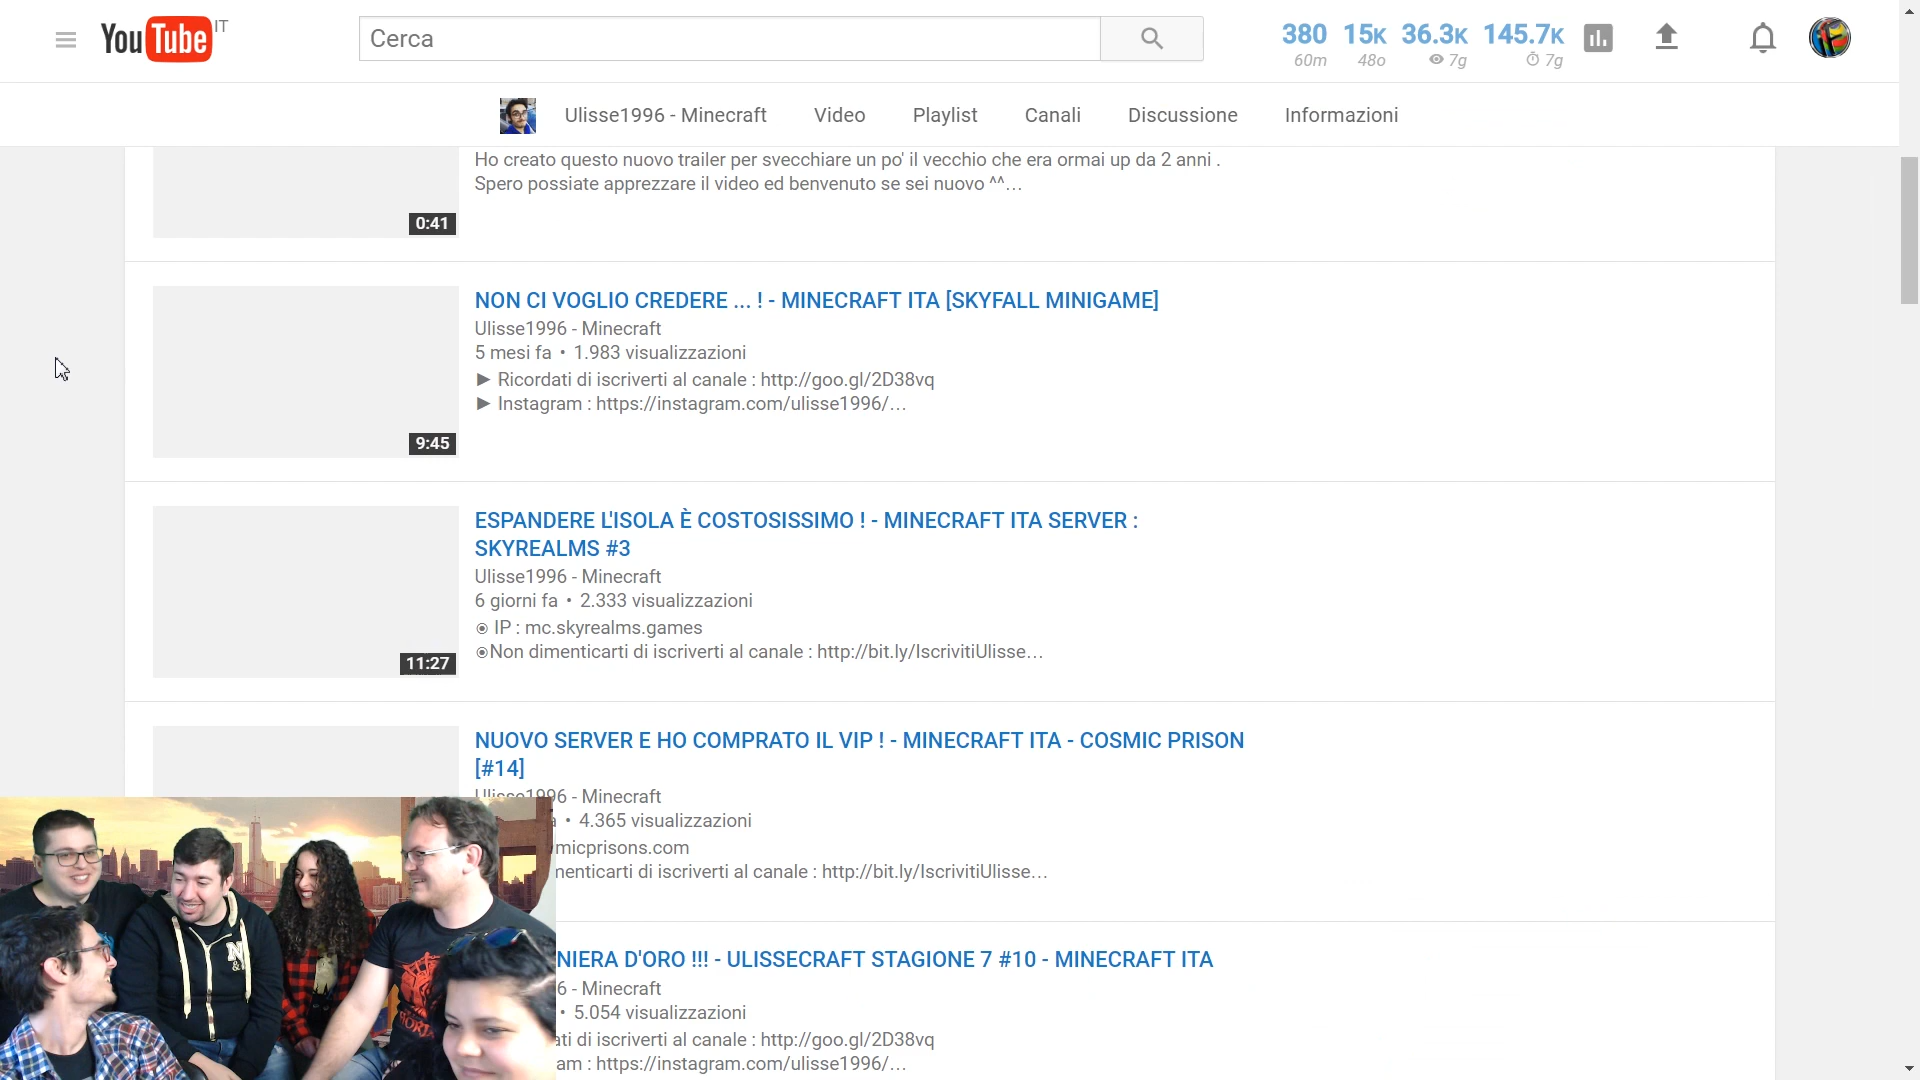 YouTube IT
Cerca
380 15K 36.3K 145.7K
60m 48o 7g 7g
Ulisse1996 - Minecraft Video Playlist Canali Discussione Informazioni
Ho creato questo nuovo trailer per svecchiare un po' il vecchio che era ormai up da 2 anni .
Spero possiate apprezzare il video ed benvenuto se sei nuovo ^^…
0:41
NON CI VOGLIO CREDERE ... ! - MINECRAFT ITA [SKYFALL MINIGAME]
Ulisse1996 - Minecraft
5 mesi fa • 1.983 visualizzazioni
► Ricordati di iscriverti al canale : http://goo.gl/2D38vq
► Instagram : https://instagram.com/ulisse1996/…
9:45
ESPANDERE L'ISOLA È COSTOSISSIMO ! - MINECRAFT ITA SERVER :
SKYREALMS #3
Ulisse1996 - Minecraft
6 giorni fa • 2.333 visualizzazioni
◉ IP : mc.skyrealms.games
◉Non dimenticarti di iscriverti al canale : http://bit.ly/IscrivitiUlisse…
11:27
NUOVO SERVER E HO COMPRATO IL VIP ! - MINECRAFT ITA - COSMIC PRISON
[#14]
Ulisse1996 - Minecraft
• 4.365 visualizzazioni
micprisons.com
menticarti di iscriverti al canale : http://bit.ly/IscrivitiUlisse…
NIERA D'ORO !!! - ULISSECRAFT STAGIONE 7 #10 - MINECRAFT ITA
6 - Minecraft
• 5.054 visualizzazioni
ati di iscriverti al canale : http://goo.gl/2D38vq
am : https://instagram.com/ulisse1996/…